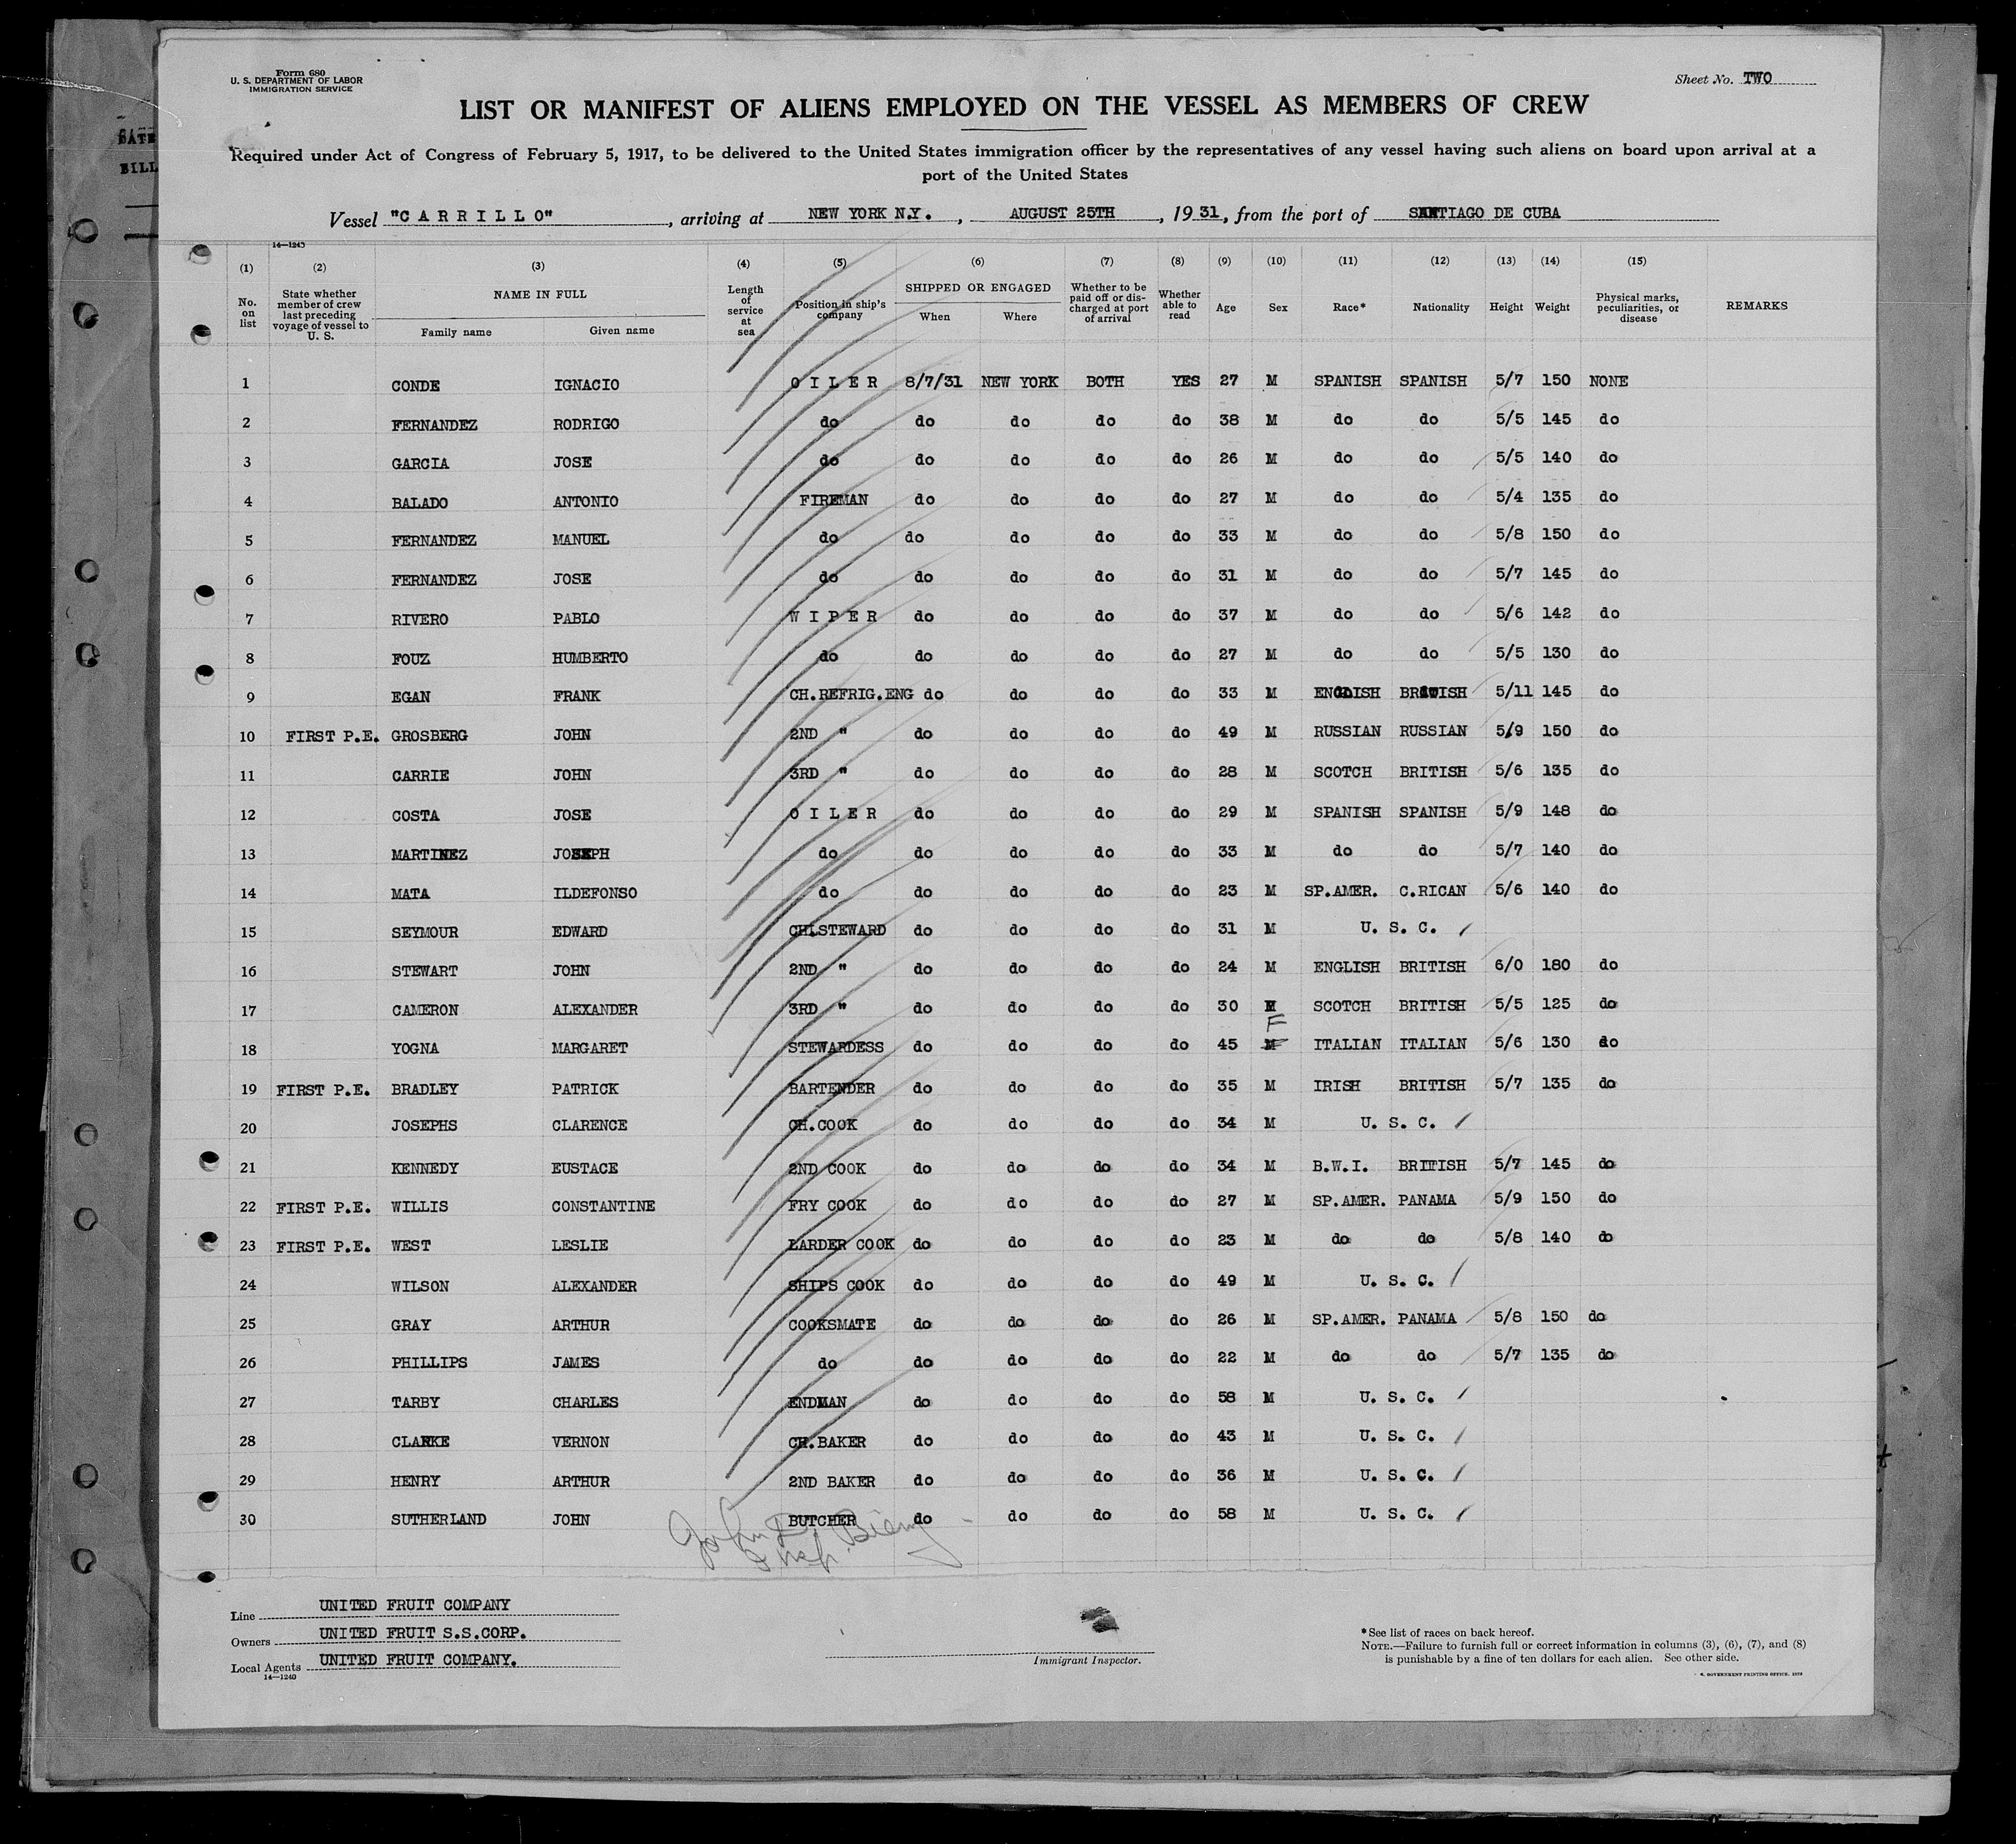 Form 680
U. S. DEPARTMENT OF LABOR
IMMIGRATION SERVICE
Sheet No. TWO
LIST OR MANIFEST OF ALIENS EMPLOYED ON THE VESSEL AS MEMBERS OF CREW
Required under Act of Congress of February 5, 1917, to be delivered to the United States immigration officer by the representatives of any vessel having such aliens on board upon arrival at a
port of the United States
Vessel "CARRILLO", arriving at NEW YORK N.Y., AUGUST 25TH, 1931, from the port of SANTIAGO DE CUBA
14—1240
(1) (2) (3) (4) (5) (6) (7) (8) (9) (10) (11) (12) (13) (14) (15)
No. on list | State whether member of crew last preceding voyage of vessel to U. S. | NAME IN FULL Family name Given name | Length of service at sea | Position in ship's company | SHIPPED OR ENGAGED When Where | Whether to be paid off or discharged at port of arrival | Whether able to read | Age | Sex | Race* | Nationality | Height | Weight | Physical marks, peculiarities, or disease | REMARKS
1 CONDE IGNACIO OILER 8/7/31 NEW YORK BOTH YES 27 M SPANISH SPANISH 5/7 150 NONE
2 FERNANDEZ RODRIGO do do do do do 38 M do do 5/5 145 do
3 GARCIA JOSE do do do do do 26 M do do 5/5 140 do
4 BALADO ANTONIO FIREMAN do do do do 27 M do do 5/4 135 do
5 FERNANDEZ MANUEL do do do do do 33 M do do 5/8 150 do
6 FERNANDEZ JOSE do do do do do 31 M do do 5/7 145 do
7 RIVERO PABLO WIPER do do do do 37 M do do 5/6 142 do
8 FOUZ HUMBERTO do do do do do 27 M do do 5/5 130 do
9 EGAN FRANK CH.REFRIG.ENG do do do do 33 M ENGLISH BRITISH 5/11 145 do
10 FIRST P.E. GROSBERG JOHN 2ND " do do do do 49 M RUSSIAN RUSSIAN 5/9 150 do
11 CARRIE JOHN 3RD " do do do do 28 M SCOTCH BRITISH 5/6 135 do
12 COSTA JOSE OILER do do do do 29 M SPANISH SPANISH 5/9 148 do
13 MARTINEZ JOSEPH do do do do do 33 M do do 5/7 140 do
14 MATA ILDEFONSO do do do do do 23 M SP.AMER. C.RICAN 5/6 140 do
15 SEYMOUR EDWARD CH.STEWARD do do do do 31 M U. S. C.
16 STEWART JOHN 2ND " do do do do 24 M ENGLISH BRITISH 6/0 180 do
17 CAMERON ALEXANDER 3RD " do do do do 30 M SCOTCH BRITISH 5/5 125 do
18 YOGNA MARGARET STEWARDESS do do do do 45 F ITALIAN ITALIAN 5/6 130 do
19 FIRST P.E. BRADLEY PATRICK BARTENDER do do do do 35 M IRISH BRITISH 5/7 135 do
20 JOSEPHS CLARENCE CH.COOK do do do do 34 M U. S. C.
21 KENNEDY EUSTACE 2ND COOK do do do do 34 M B.W.I. BRITISH 5/7 145 do
22 FIRST P.E. WILLIS CONSTANTINE FRY COOK do do do do 27 M SP.AMER. PANAMA 5/9 150 do
23 FIRST P.E. WEST LESLIE LARDER COOK do do do do 23 M do do 5/8 140 do
24 WILSON ALEXANDER SHIPS COOK do do do do 49 M U. S. C.
25 GRAY ARTHUR COOKSMATE do do do do 26 M SP.AMER. PANAMA 5/8 150 do
26 PHILLIPS JAMES do do do do do 22 M do do 5/7 135 do
27 TARBY CHARLES ENDMAN do do do do 58 M U. S. C.
28 CLARKE VERNON CH.BAKER do do do do 43 M U. S. C.
29 HENRY ARTHUR 2ND BAKER do do do do 36 M U. S. C.
30 SUTHERLAND JOHN BUTCHER do do do do 58 M U. S. C.
John
Insp.
Line UNITED FRUIT COMPANY
Owners UNITED FRUIT S.S.CORP.
Local Agents UNITED FRUIT COMPANY.
14—1240
Immigrant Inspector.
*See list of races on back hereof.
NOTE.—Failure to furnish full or correct information in columns (3), (6), (7), and (8)
is punishable by a fine of ten dollars for each alien. See other side.
BILL